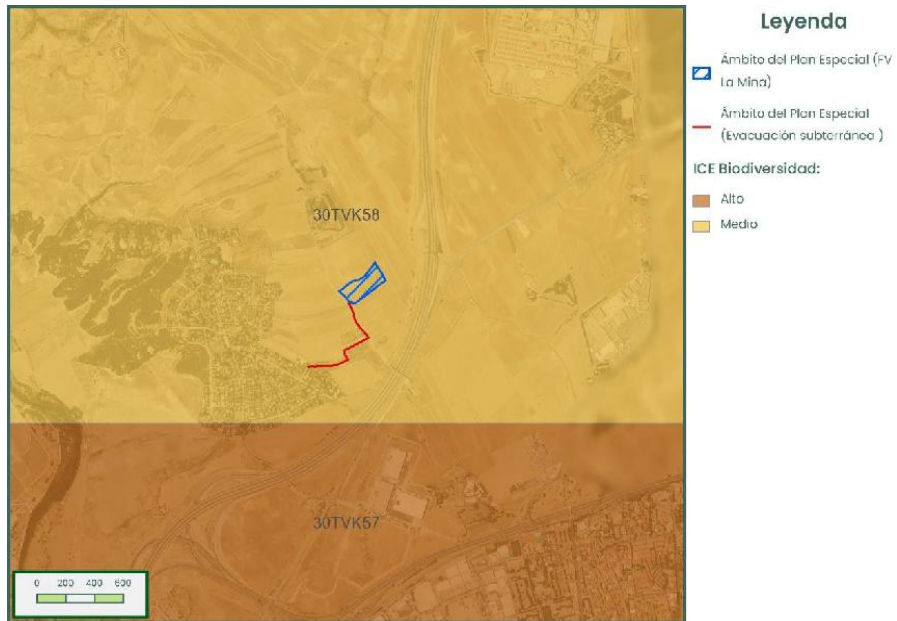 Leyenda
Ámbito del Plan Especial (FV
La Mina)
Ámbito del Plan Especial
(Evacuación subterránea )
ICE Biodiversidad:
Alto
Medio
30TVK58
30TVK57
0 200 400 600